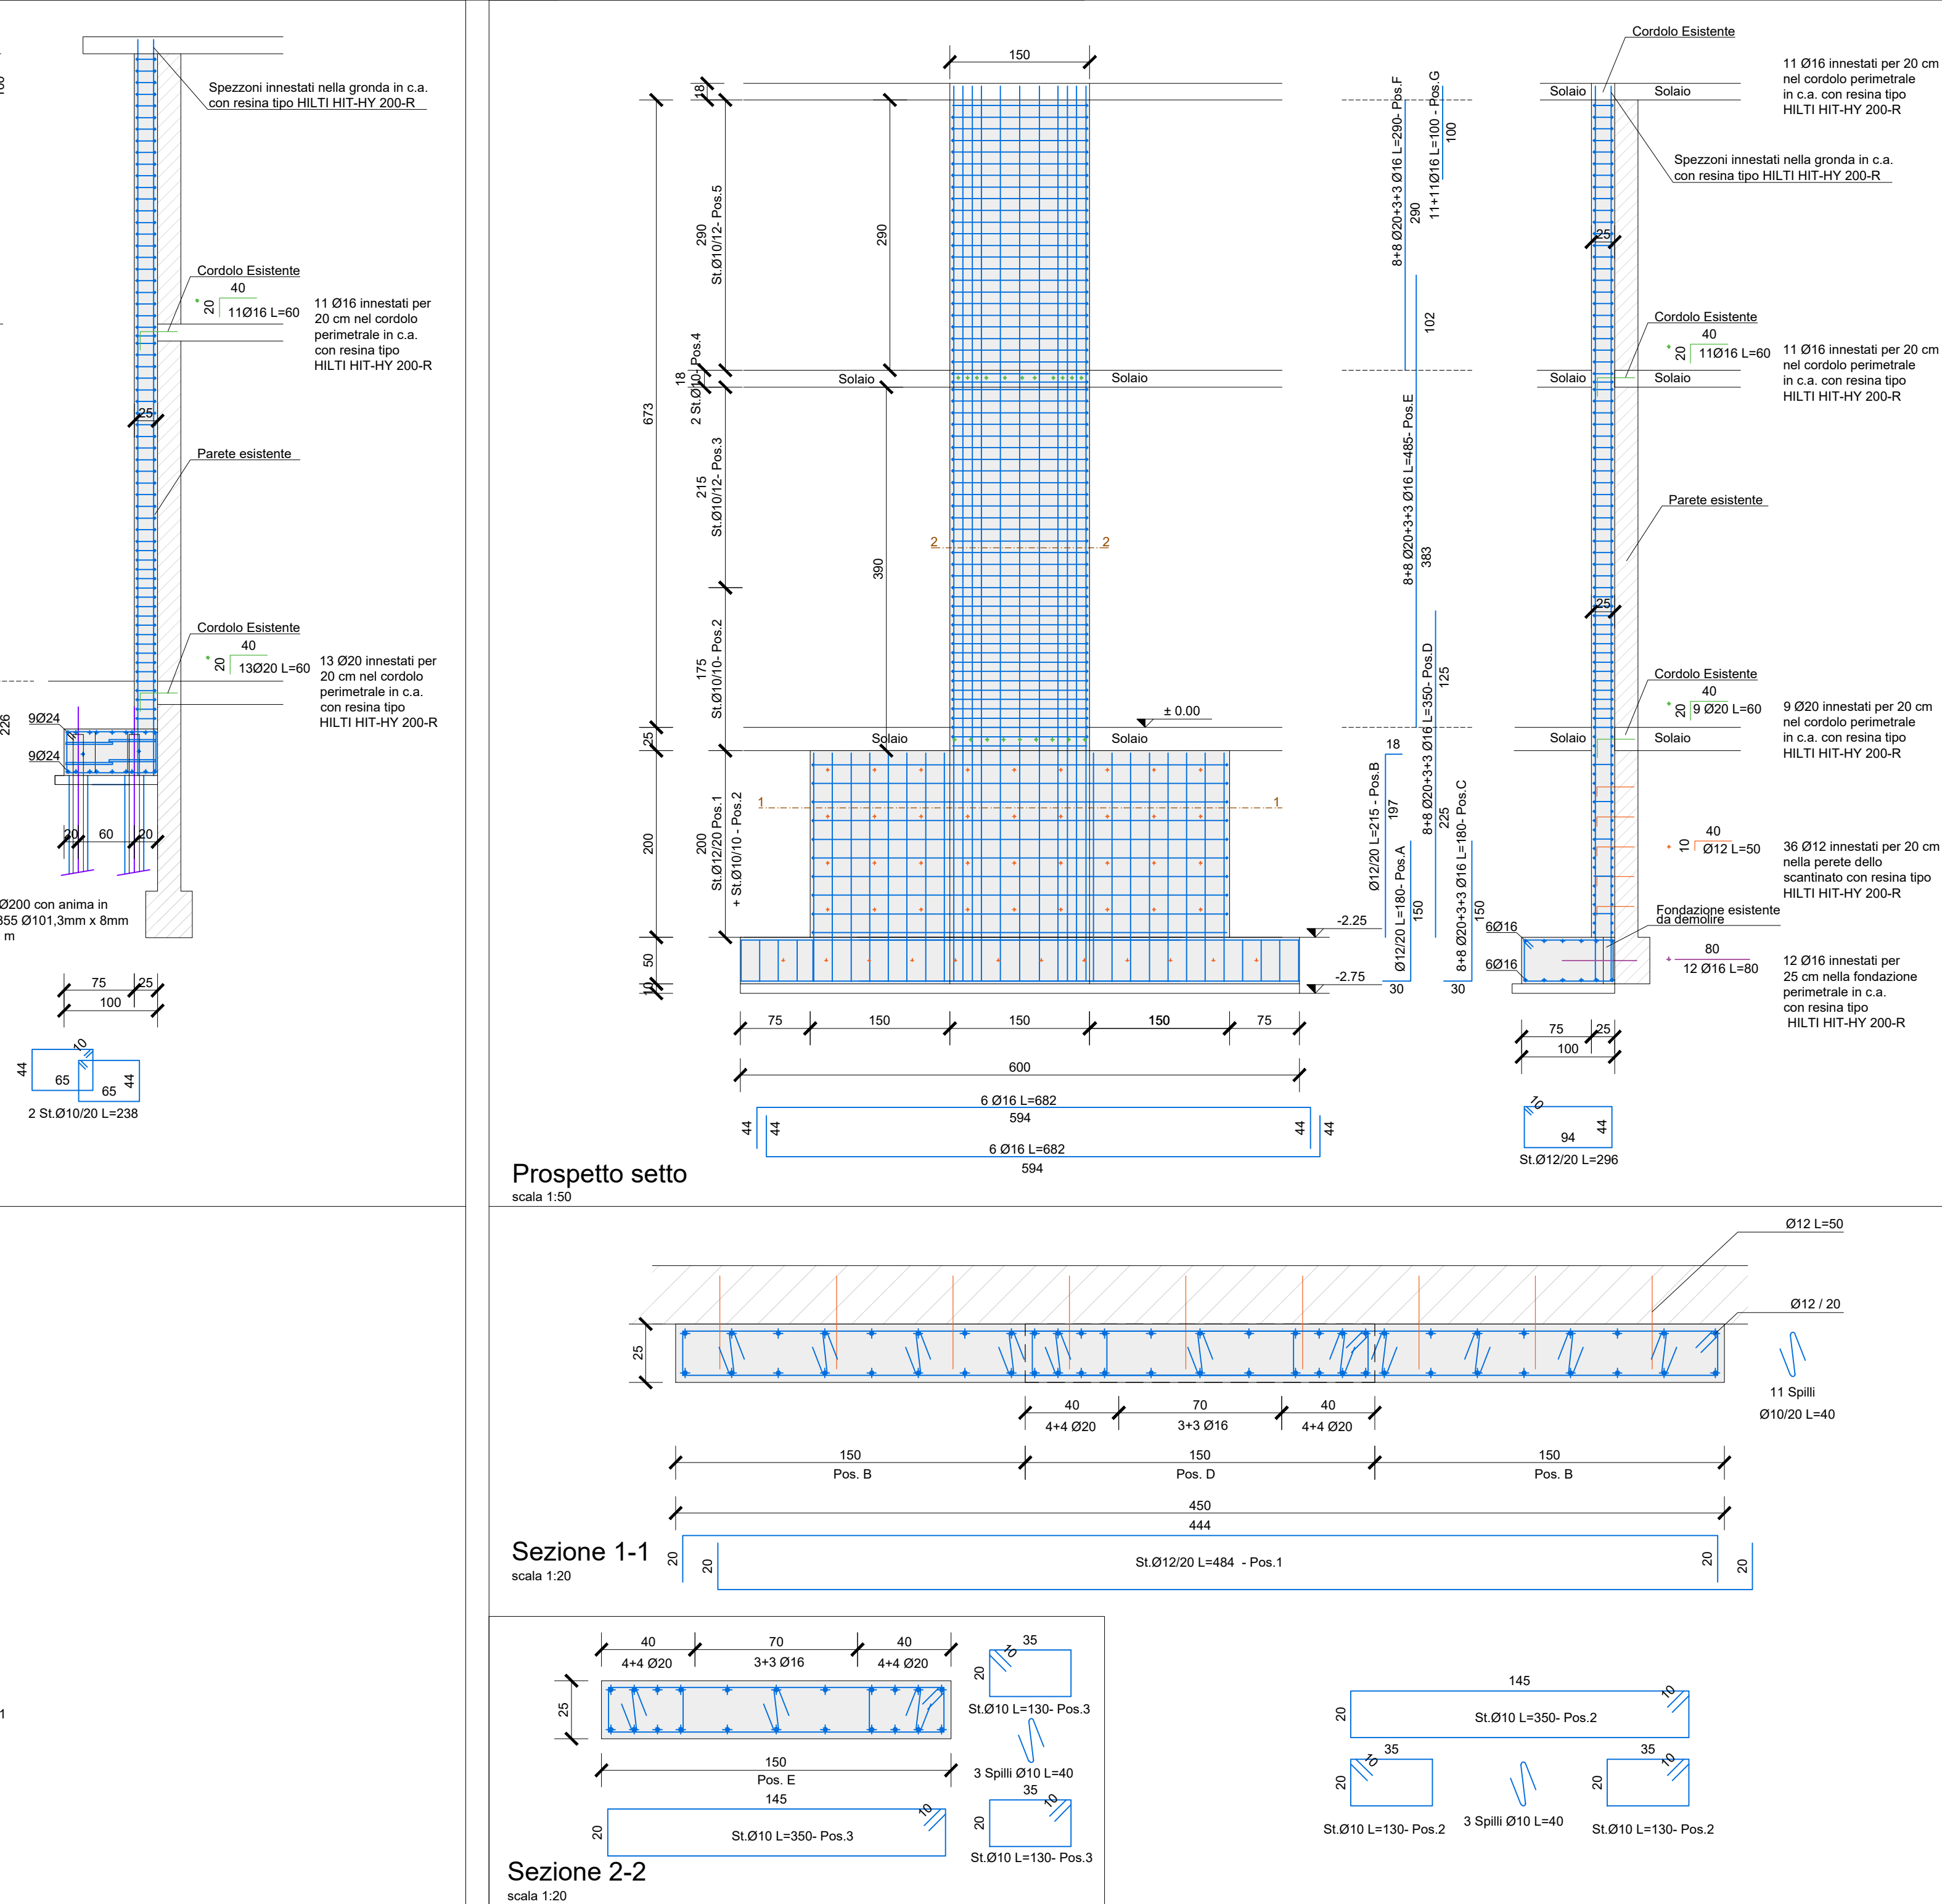 Spezzoni innestati nella gronda in c.a.
con resina tipo HILTI HIT-HY 200-R
Cordolo Esistente
40
20
11Ø16 L=60
11 Ø16 innestati per
20 cm nel cordolo
perimetrale in c.a.
con resina tipo
HILTI HIT-HY 200-R
25
Parete esistente
Cordolo Esistente
40
20
13Ø20 L=60
13 Ø20 innestati per
20 cm nel cordolo
perimetrale in c.a.
con resina tipo
HILTI HIT-HY 200-R
226
9Ø24
9Ø24
20
60
20
Ø200 con anima in
355 Ø101,3mm x 8mm
m
75
25
100
44
10
65
65
44
2 St.Ø10/20 L=238
1
150
18
673
290
St.Ø10/12- Pos.5
290
18
2 St.Ø10- Pos.4
Solaio
Solaio
215
St.Ø10/12- Pos.3
390
2
2
175
St.Ø10/10- Pos.2
25
Solaio
Solaio
± 0.00
200
200
St.Ø12/20 Pos.1
+ St.Ø10/10 - Pos.2
1
1
50
10
-2.25
-2.75
75
150
150
150
75
600
6 Ø16 L=682
594
44
44
44
44
6 Ø16 L=682
594
Prospetto setto
scala 1:50
8+8 Ø20+3+3 Ø16 L=290- Pos.F
290
11+11Ø16 L=100 - Pos.G
100
102
8+8 Ø20+3+3 Ø16 L=485- Pos.E
383
8+8 Ø20+3+3 Ø16 L=350- Pos.D
125
225
18
Ø12/20 L=215 - Pos.B
197
Ø12/20 L=180- Pos.A
150
30
8+8 Ø20+3+3 Ø16 L=180- Pos.C
150
30
Cordolo Esistente
Solaio
Solaio
11 Ø16 innestati per 20 cm
nel cordolo perimetrale
in c.a. con resina tipo
HILTI HIT-HY 200-R
Spezzoni innestati nella gronda in c.a.
con resina tipo HILTI HIT-HY 200-R
25
Cordolo Esistente
40
20
11Ø16 L=60
Solaio
Solaio
11 Ø16 innestati per 20 cm
nel cordolo perimetrale
in c.a. con resina tipo
HILTI HIT-HY 200-R
Parete esistente
25
Cordolo Esistente
40
20
9 Ø20 L=60
Solaio
Solaio
9 Ø20 innestati per 20 cm
nel cordolo perimetrale
in c.a. con resina tipo
HILTI HIT-HY 200-R
40
10
Ø12 L=50
36 Ø12 innestati per 20 cm
nella perete dello
scantinato con resina tipo
HILTI HIT-HY 200-R
Fondazione esistente
da demolire
6Ø16
6Ø16
80
12 Ø16 L=80
12 Ø16 innestati per
25 cm nella fondazione
perimetrale in c.a.
con resina tipo
HILTI HIT-HY 200-R
75
25
100
10
94
44
St.Ø12/20 L=296
Ø12 L=50
Ø12 / 20
25
11 Spilli
Ø10/20 L=40
40
70
40
4+4 Ø20
3+3 Ø16
4+4 Ø20
150
150
150
Pos. B
Pos. D
Pos. B
450
444
20
20
St.Ø12/20 L=484 - Pos.1
20
20
Sezione 1-1
scala 1:20
40
70
40
4+4 Ø20
3+3 Ø16
4+4 Ø20
25
150
Pos. E
145
10
20
St.Ø10 L=350- Pos.3
35
10
20
St.Ø10 L=130- Pos.3
3 Spilli Ø10 L=40
35
10
20
St.Ø10 L=130- Pos.3
Sezione 2-2
scala 1:20
145
10
20
St.Ø10 L=350- Pos.2
35
10
20
St.Ø10 L=130- Pos.2
3 Spilli Ø10 L=40
35
10
20
St.Ø10 L=130- Pos.2